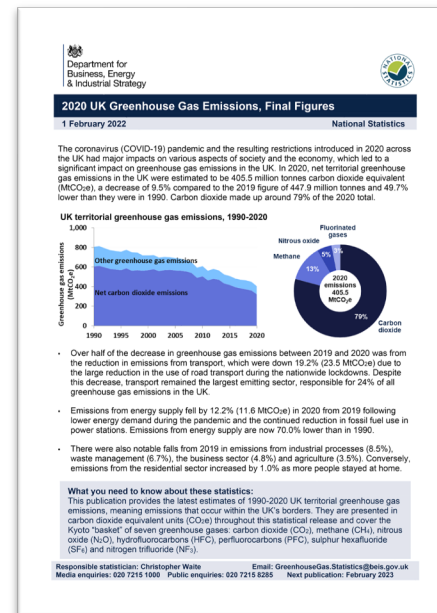 Department for
Business, Energy
& Industrial Strategy
NATIONAL STATISTICS
2020 UK Greenhouse Gas Emissions, Final Figures
1 February 2022 National Statistics
The coronavirus (COVID-19) pandemic and the resulting restrictions introduced in 2020 across
the UK had major impacts on various aspects of society and the economy, which led to a
significant impact on greenhouse gas emissions in the UK. In 2020, net territorial greenhouse
gas emissions in the UK were estimated to be 405.5 million tonnes carbon dioxide equivalent
(MtCO₂e), a decrease of 9.5% compared to the 2019 figure of 447.9 million tonnes and 49.7%
lower than they were in 1990. Carbon dioxide made up around 79% of the 2020 total.
UK territorial greenhouse gas emissions, 1990-2020
Greenhouse gas emissions
(MtCO₂e)
1,000
800
600
400
200
0
Other greenhouse gas emissions
Net carbon dioxide emissions
1990 1995 2000 2005 2010 2015 2020
Fluorinated
gases
Nitrous oxide
Methane
3%
5%
13%
2020
emissions
405.5
MtCO₂e
79%
Carbon
dioxide
• Over half of the decrease in greenhouse gas emissions between 2019 and 2020 was from
the reduction in emissions from transport, which were down 19.2% (23.5 MtCO₂e) due to
the large reduction in the use of road transport during the nationwide lockdowns. Despite
this decrease, transport remained the largest emitting sector, responsible for 24% of all
greenhouse gas emissions in the UK.
• Emissions from energy supply fell by 12.2% (11.6 MtCO₂e) in 2020 from 2019 following
lower energy demand during the pandemic and the continued reduction in fossil fuel use in
power stations. Emissions from energy supply are now 70.0% lower than in 1990.
• There were also notable falls from 2019 in emissions from industrial processes (8.5%),
waste management (6.7%), the business sector (4.8%) and agriculture (3.5%). Conversely,
emissions from the residential sector increased by 1.0% as more people stayed at home.
What you need to know about these statistics:
This publication provides the latest estimates of 1990-2020 UK territorial greenhouse gas
emissions, meaning emissions that occur within the UK's borders. They are presented in
carbon dioxide equivalent units (CO₂e) throughout this statistical release and cover the
Kyoto "basket" of seven greenhouse gases: carbon dioxide (CO₂), methane (CH₄), nitrous
oxide (N₂O), hydrofluorocarbons (HFC), perfluorocarbons (PFC), sulphur hexafluoride
(SF₆) and nitrogen trifluoride (NF₃).
Responsible statistician: Christopher Waite Email: GreenhouseGas.Statistics@beis.gov.uk
Media enquiries: 020 7215 1000 Public enquiries: 020 7215 8285 Next publication: February 2023